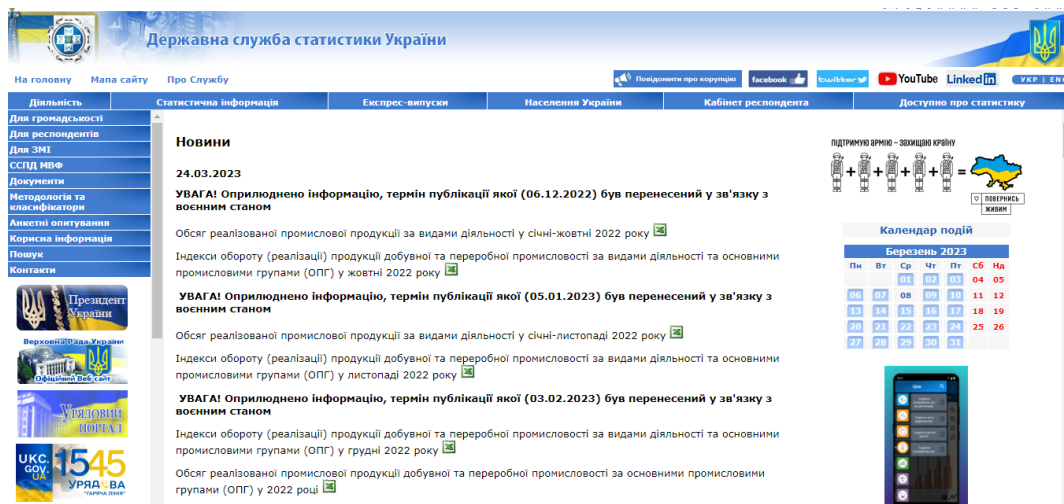 Державна служба статистики України
На головну Мапа сайту Про Службу
Повідомити про корупцію facebook twitter YouTube Linkedin УКР | EN
Діяльність Статистична інформація Експрес-випуски Населення України Кабінет респондента Доступно про статистику
Для громадськості
Для респондентів
Для ЗМІ
ССПД МВФ
Документи
Методологія та
класифікатори
Анкетні опитування
Корисна інформація
Пошук
Контакти
Президент
України
Верховна Рада України
Офіційний Веб-сайт
Урядовий
портал
UKC.
GOV.
UA
1545
УРЯДОВА
"ГАРЯЧА ЛІНІЯ"
Новини
24.03.2023
УВАГА! Оприлюднено інформацію, термін публікації якої (06.12.2022) був перенесений у зв'язку з
воєнним станом
Обсяг реалізованої промислової продукції за видами діяльності у січні-жовтні 2022 року
Індекси обороту (реалізації) продукції добувної та переробної промисловості за видами діяльності та основними
промисловими групами (ОПГ) у жовтні 2022 року
УВАГА! Оприлюднено інформацію, термін публікації якої (05.01.2023) був перенесений у зв'язку з
воєнним станом
Обсяг реалізованої промислової продукції за видами діяльності у січні-листопаді 2022 року
Індекси обороту (реалізації) продукції добувної та переробної промисловості за видами діяльності та основними
промисловими групами (ОПГ) у листопаді 2022 року
УВАГА! Оприлюднено інформацію, термін публікації якої (03.02.2023) був перенесений у зв'язку з
воєнним станом
Індекси обороту (реалізації) продукції добувної та переробної промисловості за видами діяльності та основними
промисловими групами (ОПГ) у грудні 2022 року
Обсяг реалізованої промислової продукції добувної та переробної промисловості за основними промисловими
групами (ОПГ) у 2022 році
ПІДТРИМУЮ АРМІЮ – ЗАХИЩАЮ КРАЇНУ
+ + + + =
ПОВЕРНИСЬ
ЖИВИМ
Календар подій
Березень 2023
Пн Вт Ср Чт Пт Сб Нд
01 02 03 04 05
06 07 08 09 10 11 12
13 14 15 16 17 18 19
20 21 22 23 24 25 26
27 28 29 30 31